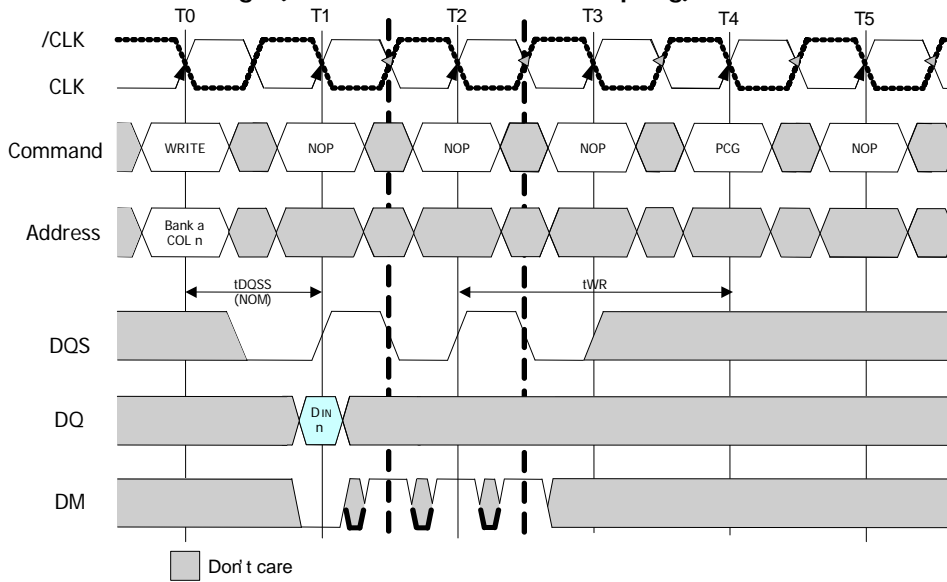 T0 T1 T2 T3 T4 T5
/CLK
CLK
Command WRITE NOP NOP NOP PCG NOP
Address Bank a
COL n
tDQSS
(NOM)
tWR
DQS
DQ DIN
n
DM
Don't care